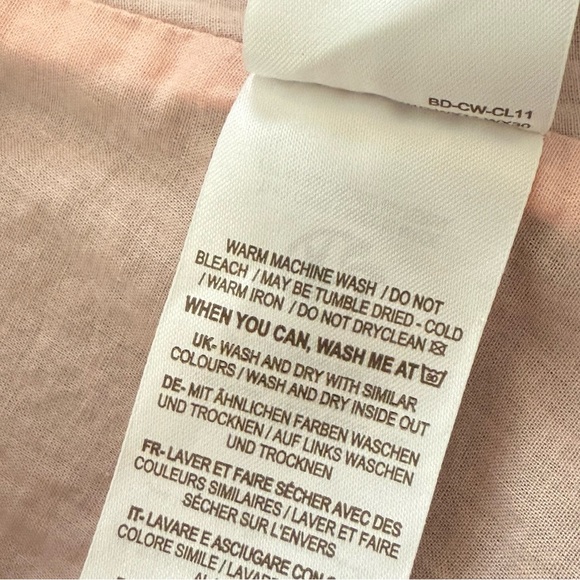 BD-CW-CL11
WARM MACHINE WASH / DO NOT
BLEACH / MAY BE TUMBLE DRIED - COLD
/ WARM IRON / DO NOT DRYCLEAN
WHEN YOU CAN, WASH ME AT
UK- WASH AND DRY WITH SIMILAR
COLOURS / WASH AND DRY INSIDE OUT
DE- MIT ÄHNLICHEN FARBEN WASCHEN
UND TROCKNEN / AUF LINKS WASCHEN
UND TROCKNEN
FR- LAVER ET FAIRE SÉCHER AVEC DES
COULEURS SIMILAIRES / LAVER ET FAIRE
SÉCHER SUR L'ENVERS
IT- LAVARE E ASCIUGARE CON
COLORE SIMILE / LAVARE